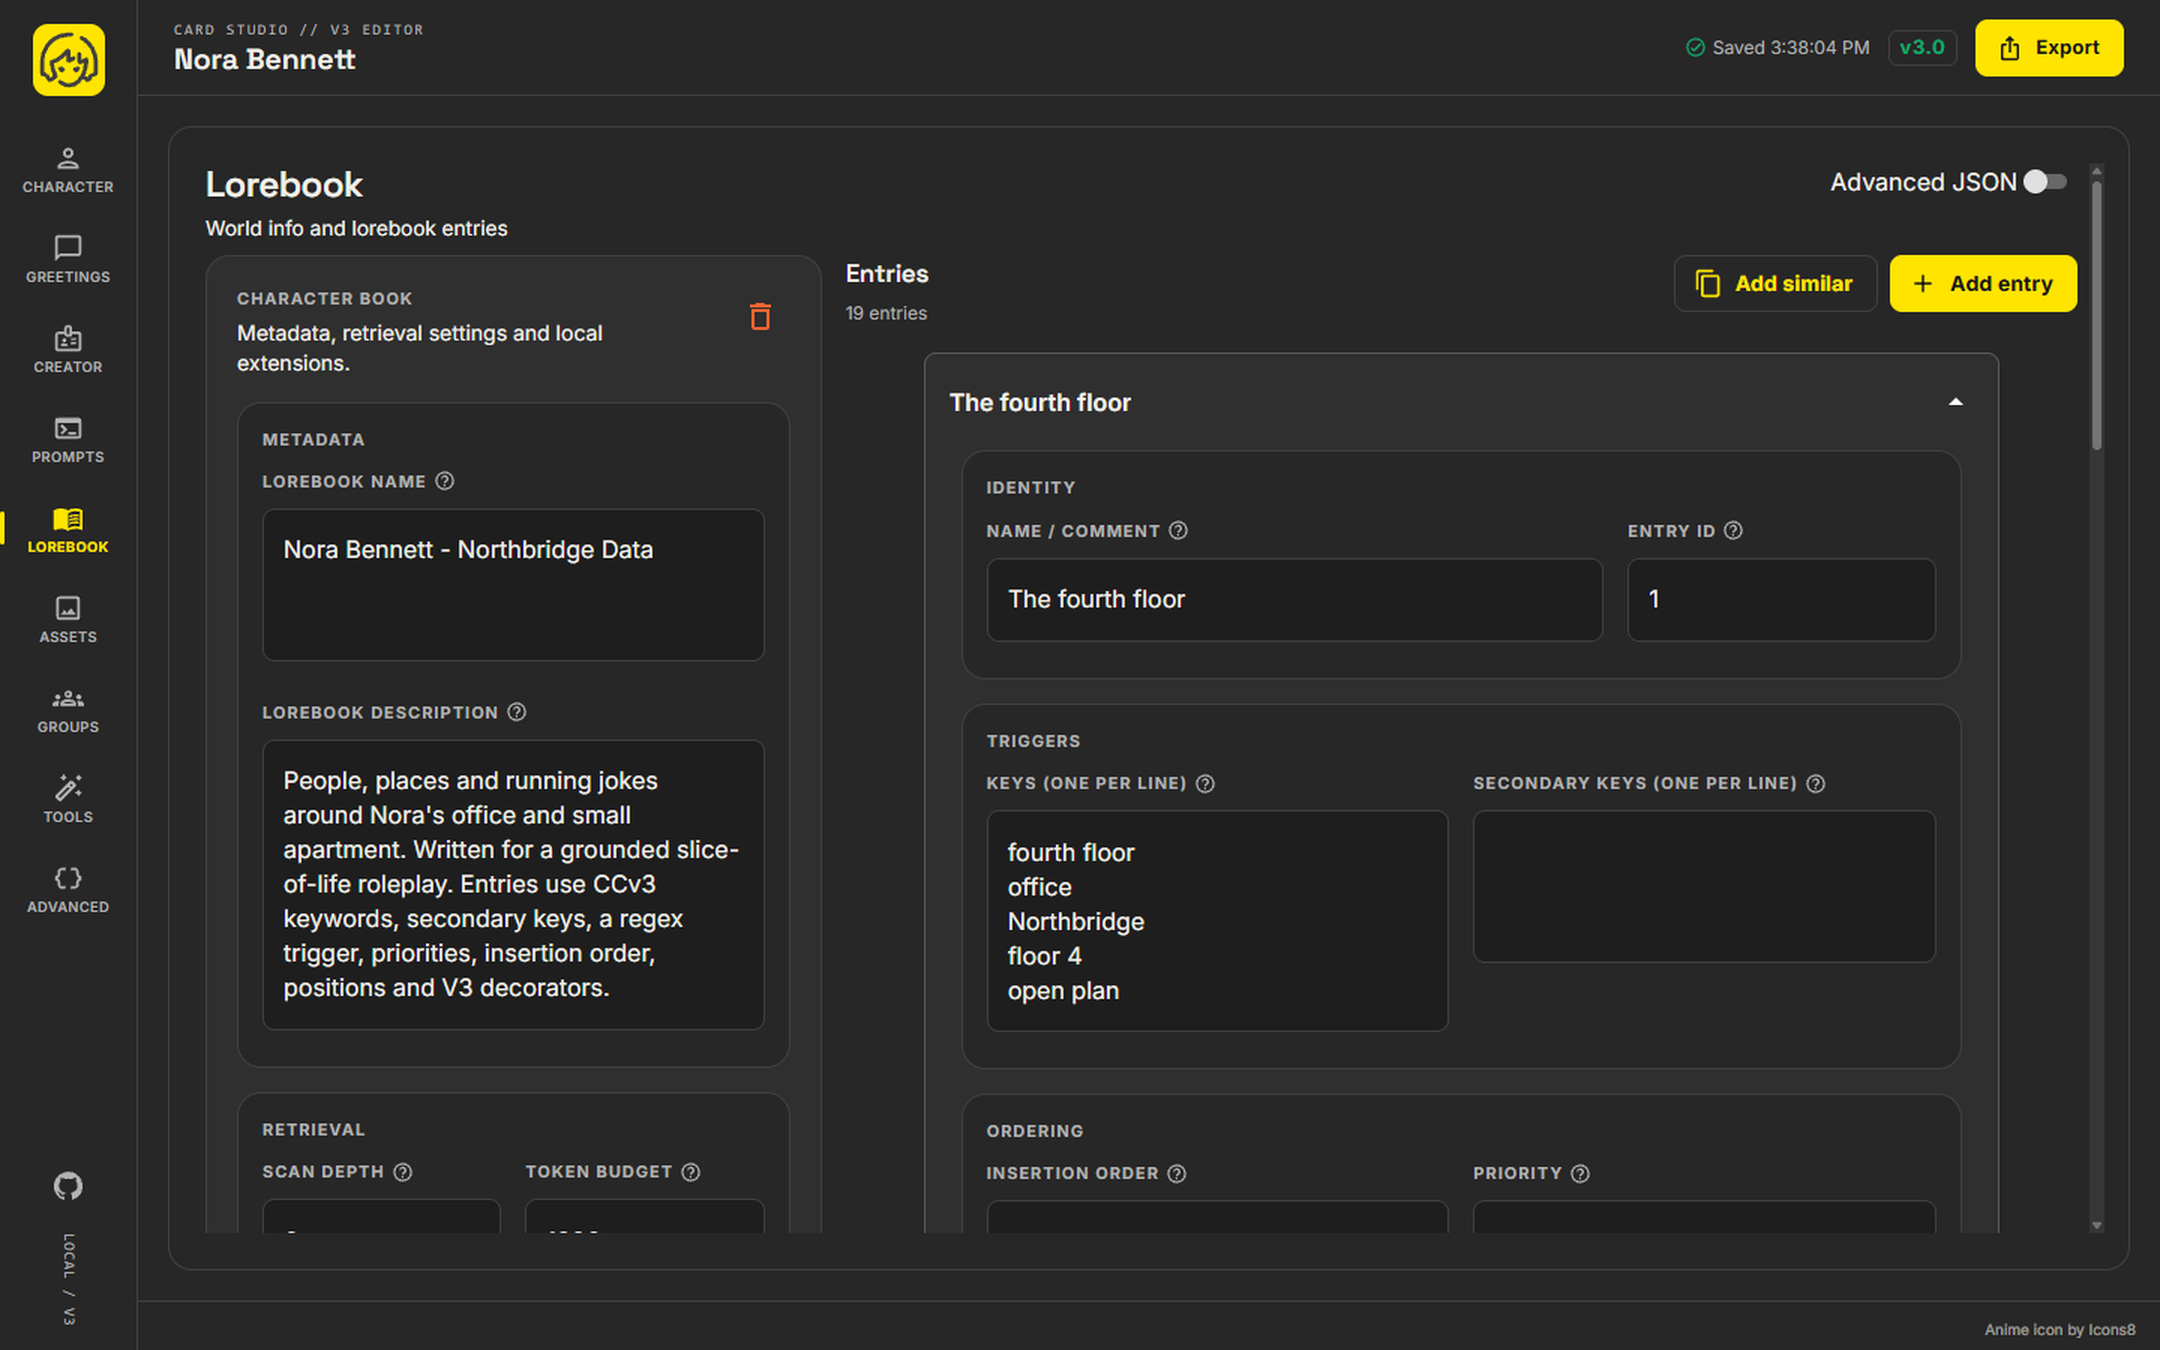 CARD STUDIO // V3 EDITOR
Nora Bennett
Saved 3:38:04 PM
v3.0
Export
CHARACTER
GREETINGS
CREATOR
PROMPTS
LOREBOOK
ASSETS
GROUPS
TOOLS
ADVANCED
LOCAL / V3
Lorebook
World info and lorebook entries
Advanced JSON
CHARACTER BOOK
Metadata, retrieval settings and local
extensions.
METADATA
LOREBOOK NAME
Nora Bennett - Northbridge Data
LOREBOOK DESCRIPTION
People, places and running jokes
around Nora's office and small
apartment. Written for a grounded slice-
of-life roleplay. Entries use CCv3
keywords, secondary keys, a regex
trigger, priorities, insertion order,
positions and V3 decorators.
RETRIEVAL
SCAN DEPTH
TOKEN BUDGET
Entries
19 entries
Add similar
Add entry
The fourth floor
IDENTITY
NAME / COMMENT
The fourth floor
ENTRY ID
1
TRIGGERS
KEYS (ONE PER LINE)
fourth floor
office
Northbridge
floor 4
open plan
SECONDARY KEYS (ONE PER LINE)
ORDERING
INSERTION ORDER
PRIORITY
Anime icon by Icons8